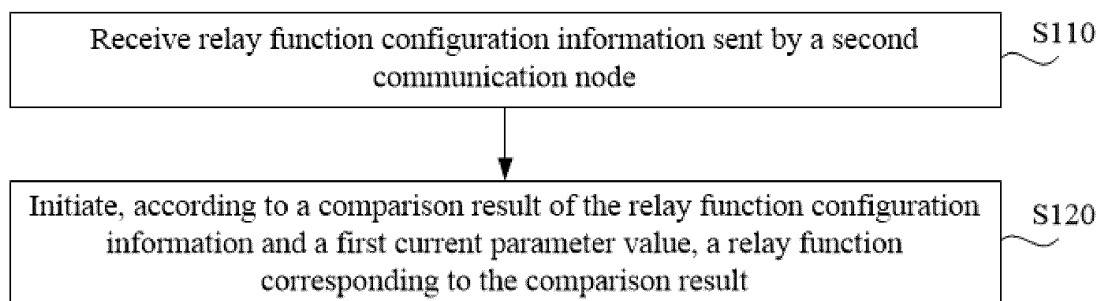 Receive relay function configuration information sent by a second
communication node
S110
Initiate, according to a comparison result of the relay function configuration
information and a first current parameter value, a relay function
corresponding to the comparison result
S120